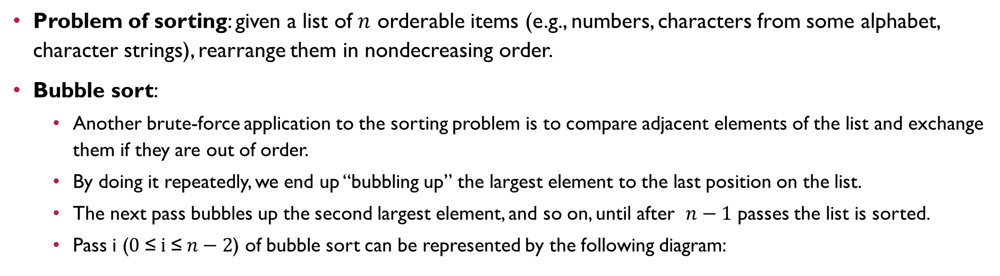 • Problem of sorting: given a list of n orderable items (e.g., numbers, characters from some alphabet,
character strings), rearrange them in nondecreasing order.
• Bubble sort:
• Another brute-force application to the sorting problem is to compare adjacent elements of the list and exchange
them if they are out of order.
• By doing it repeatedly, we end up “bubbling up” the largest element to the last position on the list.
• The next pass bubbles up the second largest element, and so on, until after n − 1 passes the list is sorted.
• Pass i (0 ≤ i ≤ n − 2) of bubble sort can be represented by the following diagram: